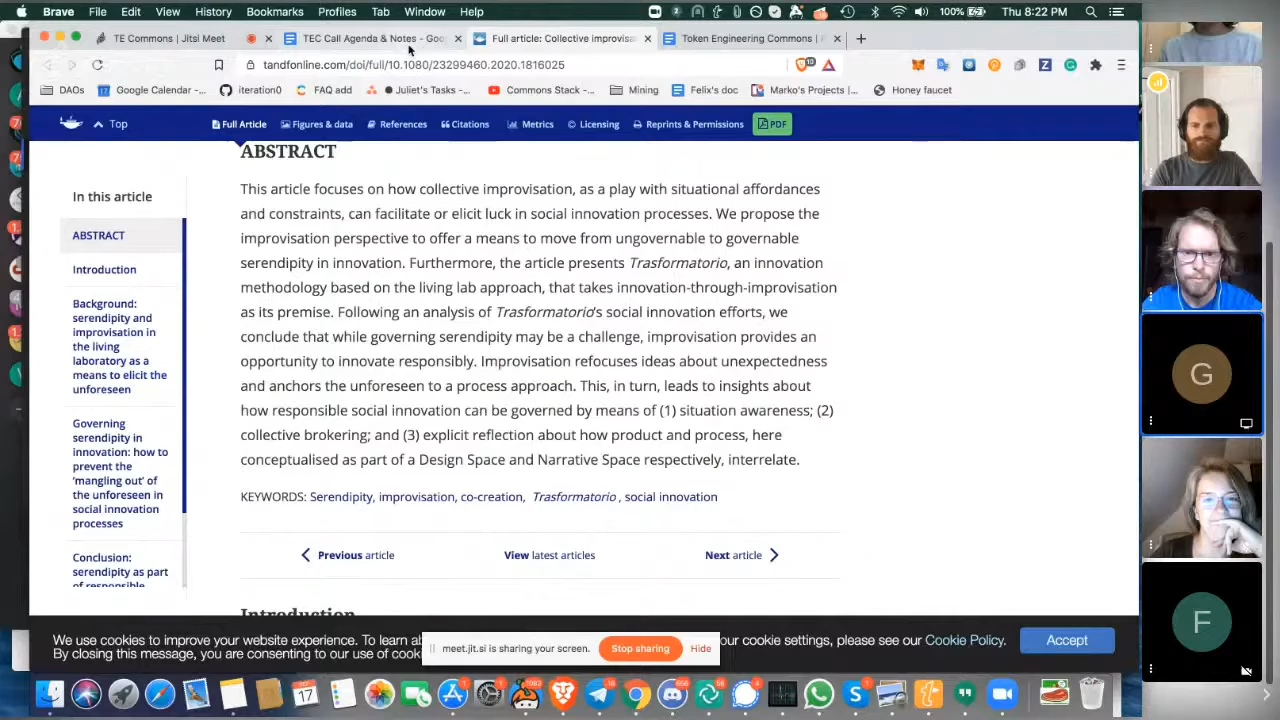 Brave File Edit View History Bookmarks Profiles Tab Window Help 2 100% Thu 8:22 PM
TE Commons | Jitsi Meet TEC Call Agenda & Notes - Goo Full article: Collective improvisa Token Engineering Commons |
tandfonline.com/doi/full/10.1080/23299460.2020.1816025 10
DAOs Google Calendar -... iteration0 FAQ add Juliet's Tasks -... Commons Stack -... Mining Felix's doc Marko's Projects |... Honey faucet
Top Full Article Figures & data References Citations Metrics Licensing Reprints & Permissions PDF
ABSTRACT
This article focuses on how collective improvisation, as a play with situational affordances
and constraints, can facilitate or elicit luck in social innovation processes. We propose the
improvisation perspective to offer a means to move from ungovernable to governable
serendipity in innovation. Furthermore, the article presents Trasformatorio, an innovation
methodology based on the living lab approach, that takes innovation-through-improvisation
as its premise. Following an analysis of Trasformatorio's social innovation efforts, we
conclude that while governing serendipity may be a challenge, improvisation provides an
opportunity to innovate responsibly. Improvisation refocuses ideas about unexpectedness
and anchors the unforeseen to a process approach. This, in turn, leads to insights about
how responsible social innovation can be governed by means of (1) situation awareness; (2)
collective brokering; and (3) explicit reflection about how product and process, here
conceptualised as part of a Design Space and Narrative Space respectively, interrelate.
KEYWORDS: Serendipity, improvisation, co-creation, Trasformatorio , social innovation
Previous article View latest articles Next article
Introduction
In this article
ABSTRACT
Introduction
Background:
serendipity and
improvisation in
the living
laboratory as a
means to elicit the
unforeseen
Governing
serendipity in
innovation: how to
prevent the
'mangling out' of
the unforeseen in
social innovation
processes
Conclusion:
serendipity as part
of responsible
We use cookies to improve your website experience. To learn ab
our cookie settings, please see our Cookie Policy.
By closing this message, you are consenting to our use of cook
Accept
meet.jit.si is sharing your screen. Stop sharing Hide
G
F
DEC
17